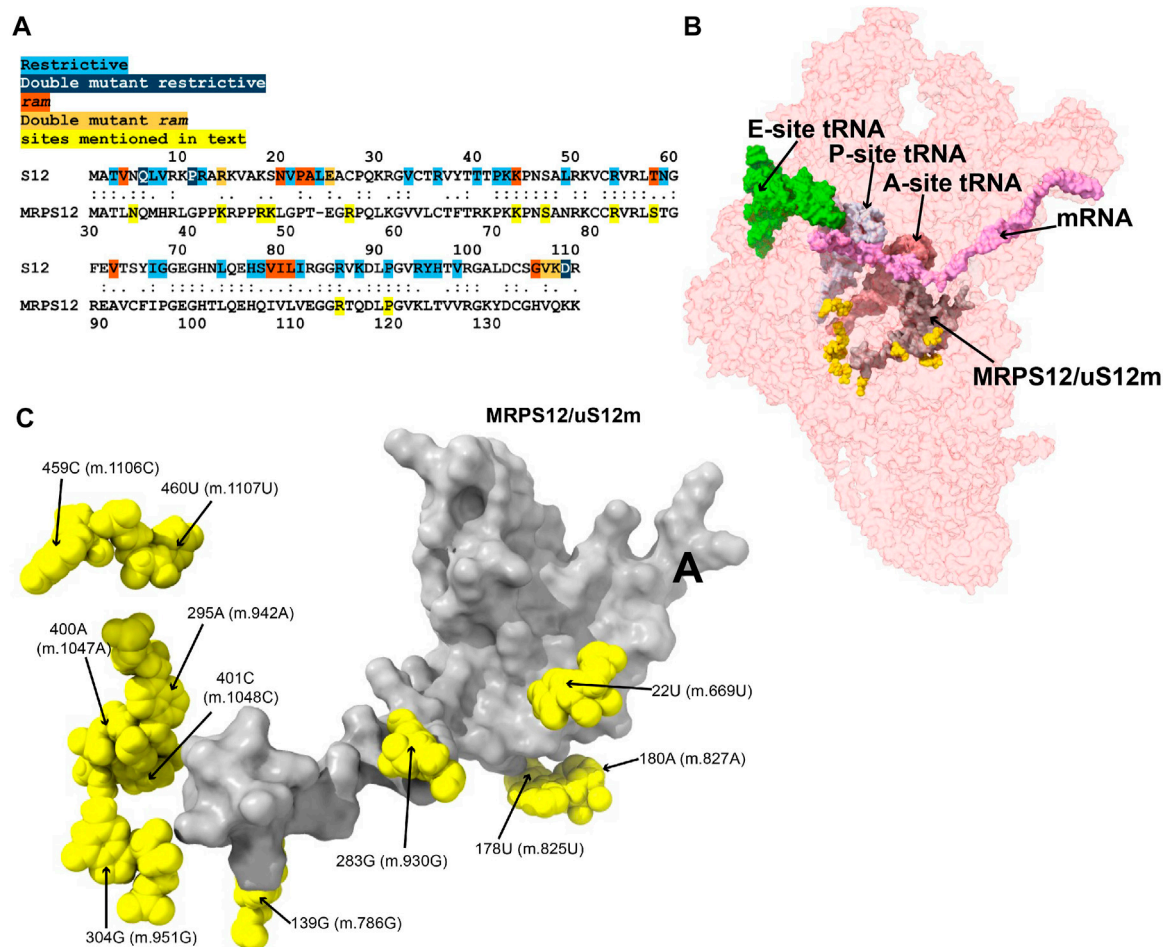 A
Restrictive
Double mutant restrictive
ram
Double mutant ram
sites mentioned in text
10 20 30 40 50 60
S12 MATVNQLVRKPRARKVAKSNVPALEACPQKRGVCTRVYTTTPKKPNSALRKVCRVRLTNG
MRPS12 MATLNQMHRLGPPKRPPRKLGPT-EGRPQLKGVVLCTFTRKPKKPNSANRKCCRVRLSTG
30 40 50 60 70 80
70 80 90 100 110
S12 FEVTSYIGGEGHNLQEHSVILIRGGRVKDLPGVRYHTVRGALDCSGVKDR
MRPS12 REAVCFIPGEGHTLQEHQIVLVEGGRTQDLPGVKLTVVRGKYDCGHVQKK
90 100 110 120 130
B
E-site tRNA
P-site tRNA
A-site tRNA
mRNA
MRPS12/uS12m
C
MRPS12/uS12m
459C (m.1106C)
460U (m.1107U)
A
295A (m.942A)
400A
(m.1047A)
401C
(m.1048C)
22U (m.669U)
180A (m.827A)
178U (m.825U)
283G (m.930G)
139G (m.786G)
304G (m.951G)